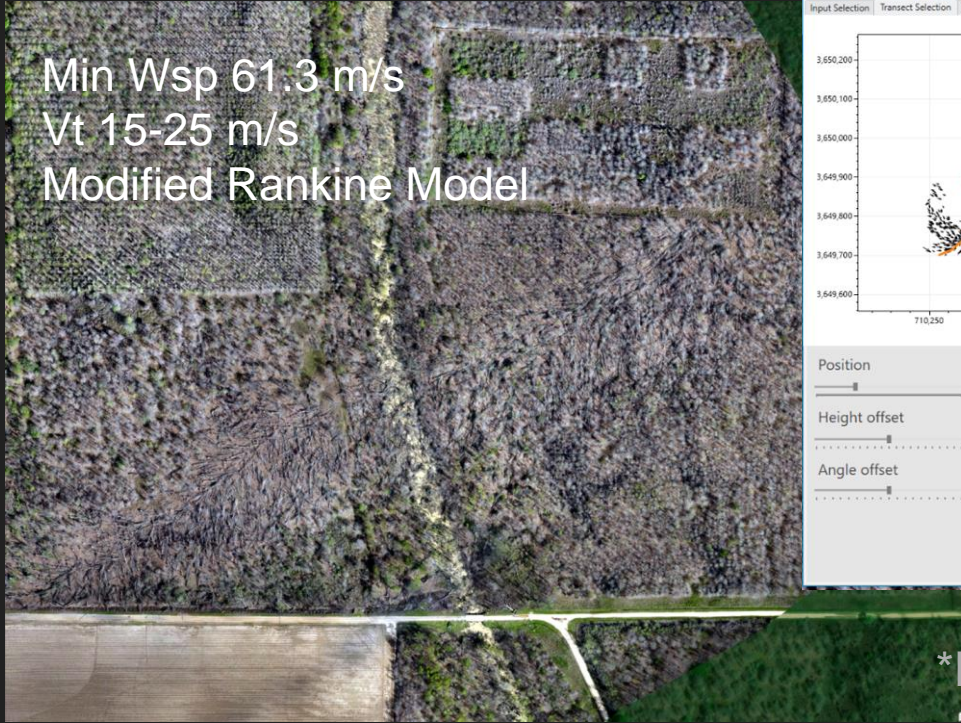 Min Wsp 61.3 m/s
Vt 15-25 m/s
Modified Rankine Model
Input Selection
Transect Selection
3,650,200
3,650,100
3,650,000
3,649,900
3,649,800
3,649,700
3,649,600
710,250
Position
Height offset
Angle offset
*